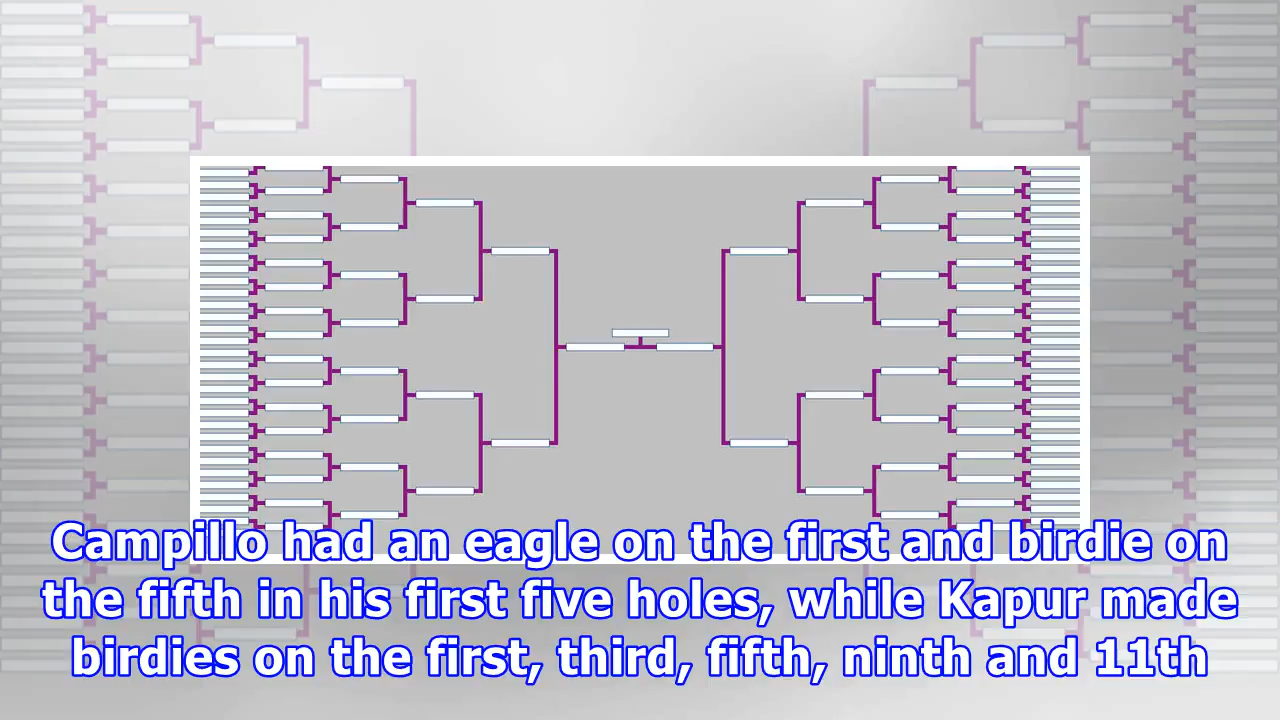 Campillo had an eagle on the first and birdie on
the fifth in his first five holes, while Kapur made
birdies on the first, third, fifth, ninth and 11th